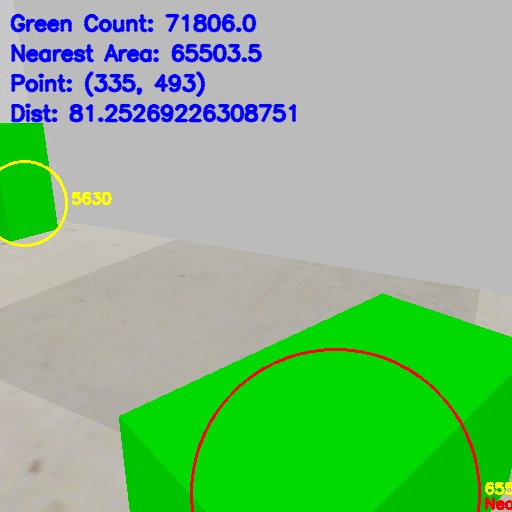 Green Count: 71806.0
Nearest Area: 65503.5
Point: (335, 493)
Dist: 81.25269226308751
5630